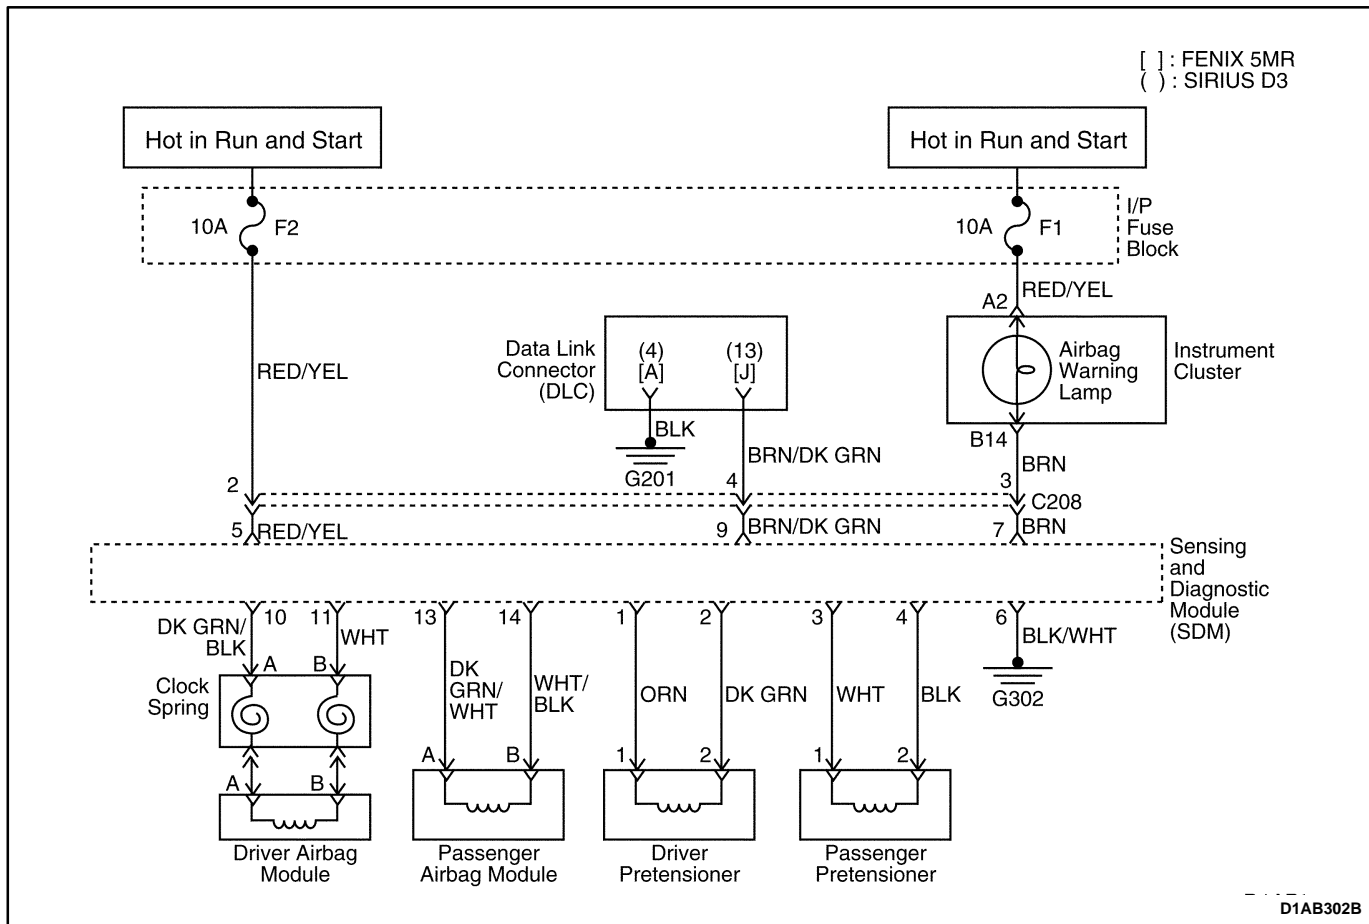 [ ] : FENIX 5MR
( ) : SIRIUS D3
Hot in Run and Start
Hot in Run and Start
10A
F2
10A
F1
I/P
Fuse
Block
A2
RED/YEL
RED/YEL
Data Link
Connector
(DLC)
(4)
[A]
(13)
[J]
Airbag
Warning
Lamp
Instrument
Cluster
BLK
G201
BRN/DK GRN
B14
BRN
2
4
3
C208
5
RED/YEL
9
BRN/DK GRN
7
BRN
Sensing
and
Diagnostic
Module
(SDM)
10
11
13
14
1
2
3
4
6
DK GRN/
BLK
WHT
DK
GRN/
WHT
WHT/
BLK
ORN
DK GRN
WHT
BLK
BLK/WHT
G302
A
B
Clock
Spring
A
B
A
B
1
2
1
2
Driver Airbag
Module
Passenger
Airbag Module
Driver
Pretensioner
Passenger
Pretensioner
D1AB302B